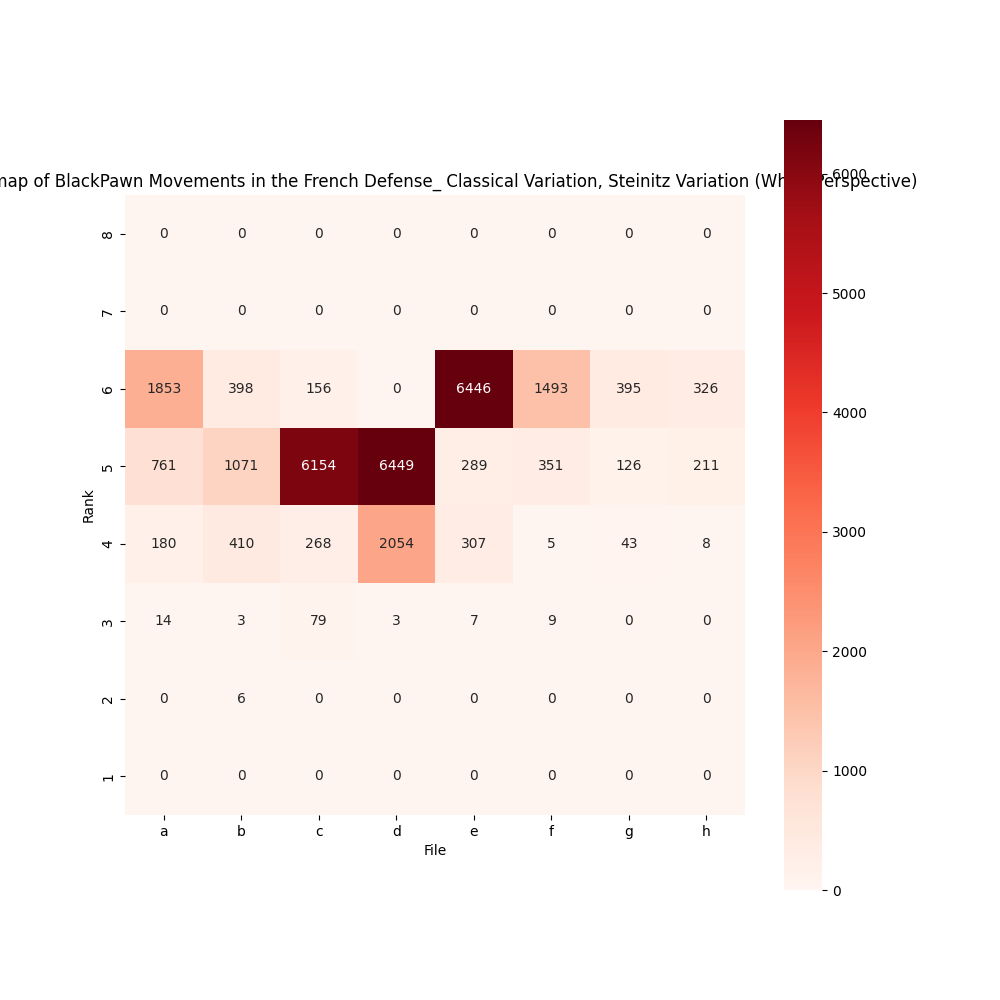 map of BlackPawn Movements in the French Defense_ Classical Variation, Steinitz Variation (Wh Perspective)
8 0 0 0 0 0 0 0 0
7 0 0 0 0 0 0 0 0
6 1853 398 156 0 6446 1493 395 326
5 761 1071 6154 6449 289 351 126 211
4 180 410 268 2054 307 5 43 8
3 14 3 79 3 7 9 0 0
2 0 6 0 0 0 0 0 0
1 0 0 0 0 0 0 0 0
a b c d e f g h
File
Rank
6000
5000
4000
3000
2000
1000
0